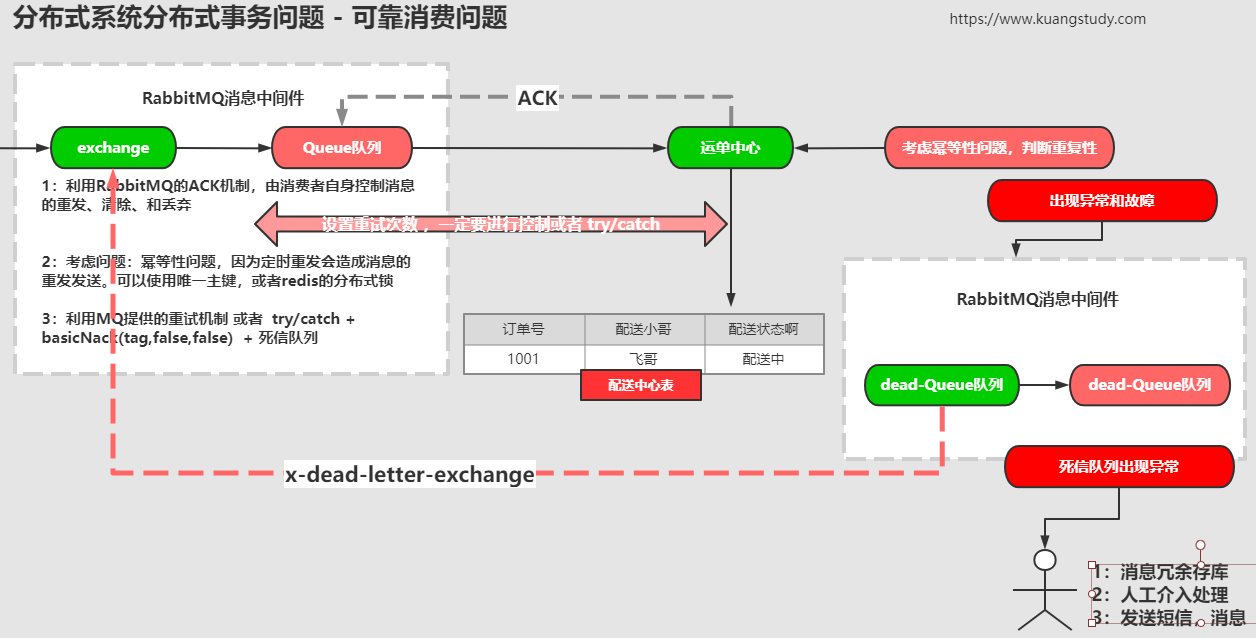 分布式系统分布式事务问题 - 可靠消费问题
https://www.kuangstudy.com
RabbitMQ消息中间件
ACK
exchange
Queue队列
运单中心
考虑幂等性问题，判断重复性
1：利用RabbitMQ的ACK机制，由消费者自身控制消息
的重发、清除、和丢弃
出现异常和故障
设置重试次数 ，一定要进行控制或者 try/catch
2：考虑问题：幂等性问题，因为定时重发会造成消息的
重发发送。可以使用唯一主键，或者redis的分布式锁
3：利用MQ提供的重试机制 或者 try/catch +
basicNack(tag,false,false) + 死信队列
RabbitMQ消息中间件
订单号 配送小哥 配送状态啊
1001 飞哥 配送中
配送中心表
dead-Queue队列
dead-Queue队列
x-dead-letter-exchange
死信队列出现异常
1：消息冗余存库
2：人工介入处理
3：发送短信，消息